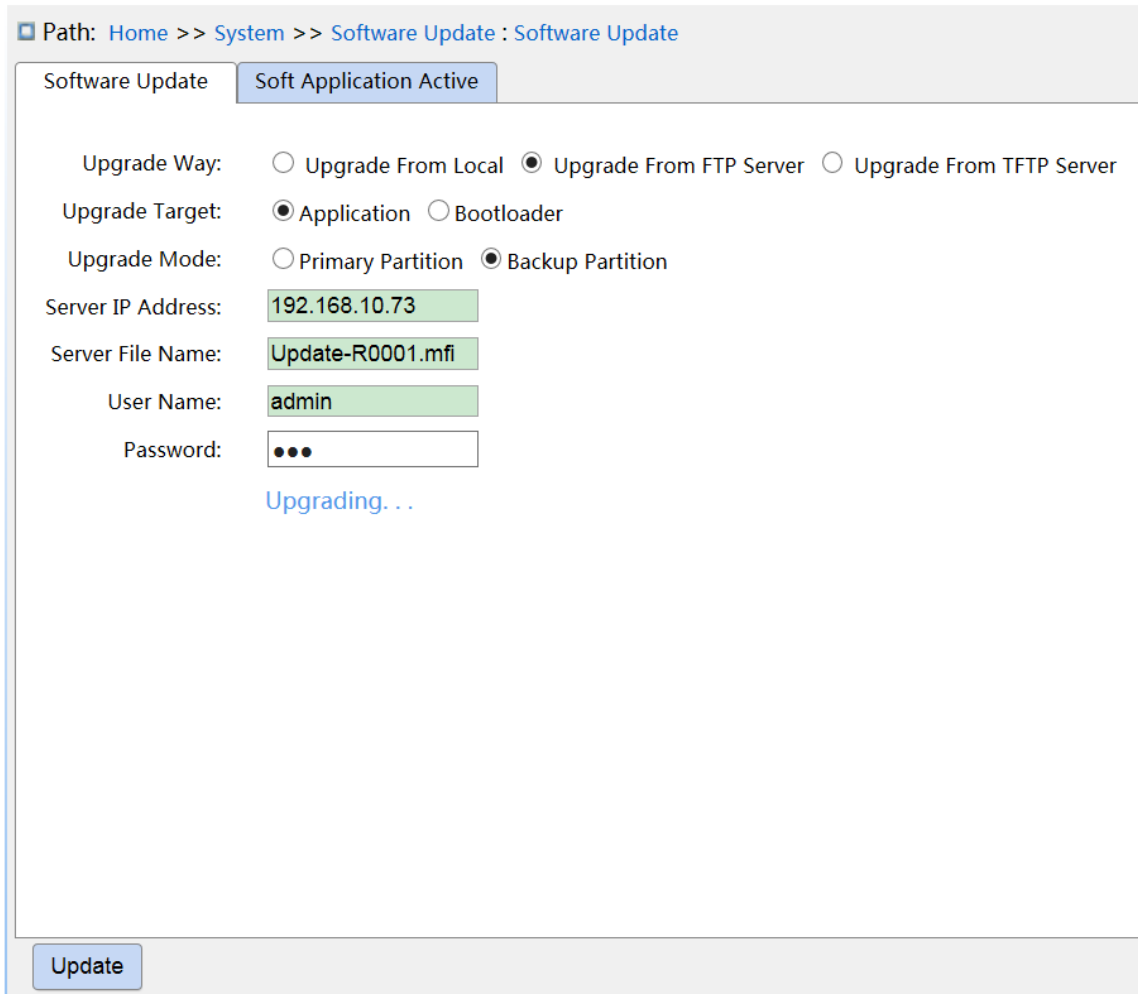 Path: Home >> System >> Software Update : Software Update
Software Update Soft Application Active
Upgrade Way: Upgrade From Local Upgrade From FTP Server Upgrade From TFTP Server
Upgrade Target: Application Bootloader
Upgrade Mode: Primary Partition Backup Partition
Server IP Address: 192.168.10.73
Server File Name: Update-R0001.mfi
User Name: admin
Password: ●●●
Upgrading. . .
Update